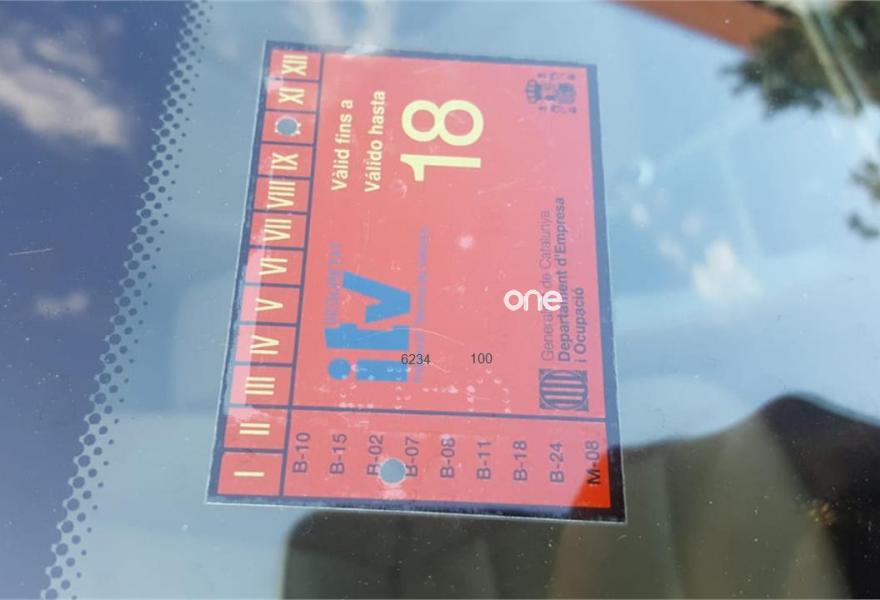 I II III IV V VI VII VIII IX XI XII
Vàlid fins a
Válido hasta
18
itv
Generalitat de Catalunya
Departament d'Empresa
i Ocupació
B-10
B-15
B-02
B-07
B-08
B-11
B-18
B-24
M-08
6234 100
one